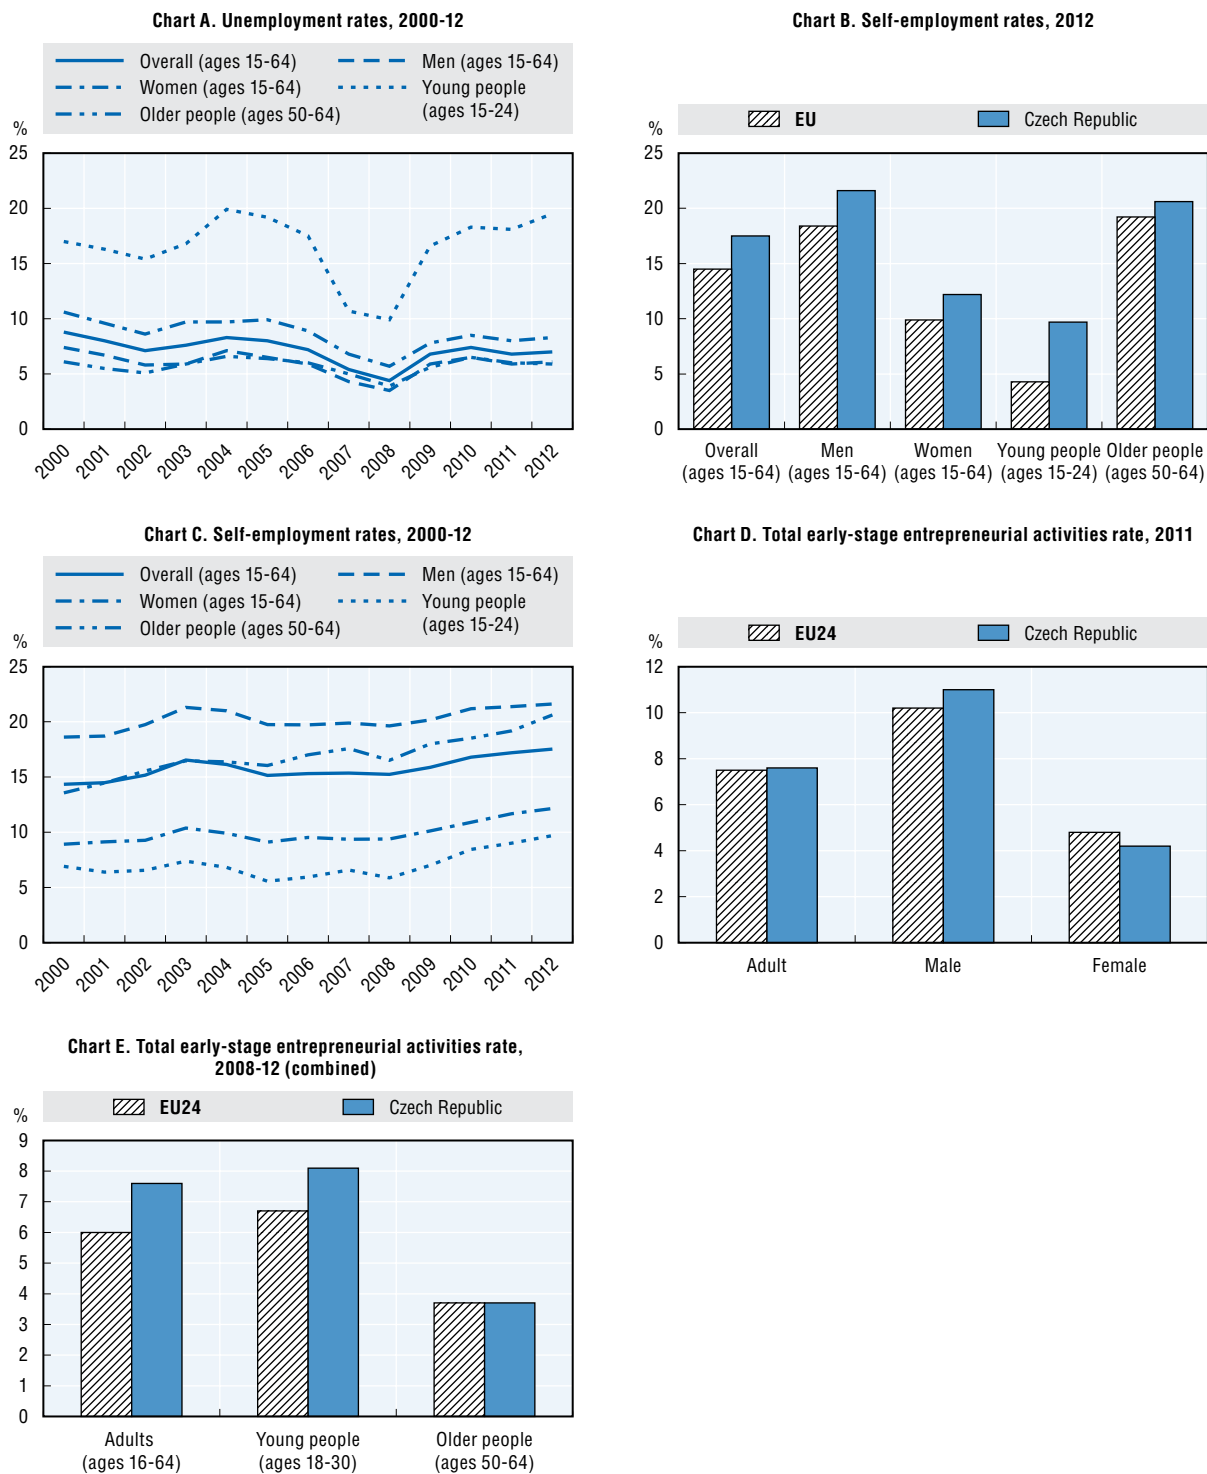 Chart A. Unemployment rates, 2000-12
Overall (ages 15-64)
Men (ages 15-64)
Women (ages 15-64)
Young people
(ages 15-24)
Older people (ages 50-64)
%
25
20
15
10
5
0
2000
2001
2002
2003
2004
2005
2006
2007
2008
2009
2010
2011
2012
Chart B. Self-employment rates, 2012
EU
Czech Republic
25
20
15
10
5
0
Overall
(ages 15-64)
Men
(ages 15-64)
Women
(ages 15-64)
Young people
(ages 15-24)
Older people
(ages 50-64)
Chart C. Self-employment rates, 2000-12
Overall (ages 15-64)
Men (ages 15-64)
Women (ages 15-64)
Young people
(ages 15-24)
Older people (ages 50-64)
%
25
20
15
10
5
0
2000
2001
2002
2003
2004
2005
2006
2007
2008
2009
2010
2011
2012
Chart D. Total early-stage entrepreneurial activities rate, 2011
EU24
Czech Republic
%
12
10
8
6
4
2
0
Adult
Male
Female
Chart E. Total early-stage entrepreneurial activities rate,
2008-12 (combined)
EU24
Czech Republic
%
9
8
7
6
5
4
3
2
1
0
Adults
(ages 16-64)
Young people
(ages 18-30)
Older people
(ages 50-64)